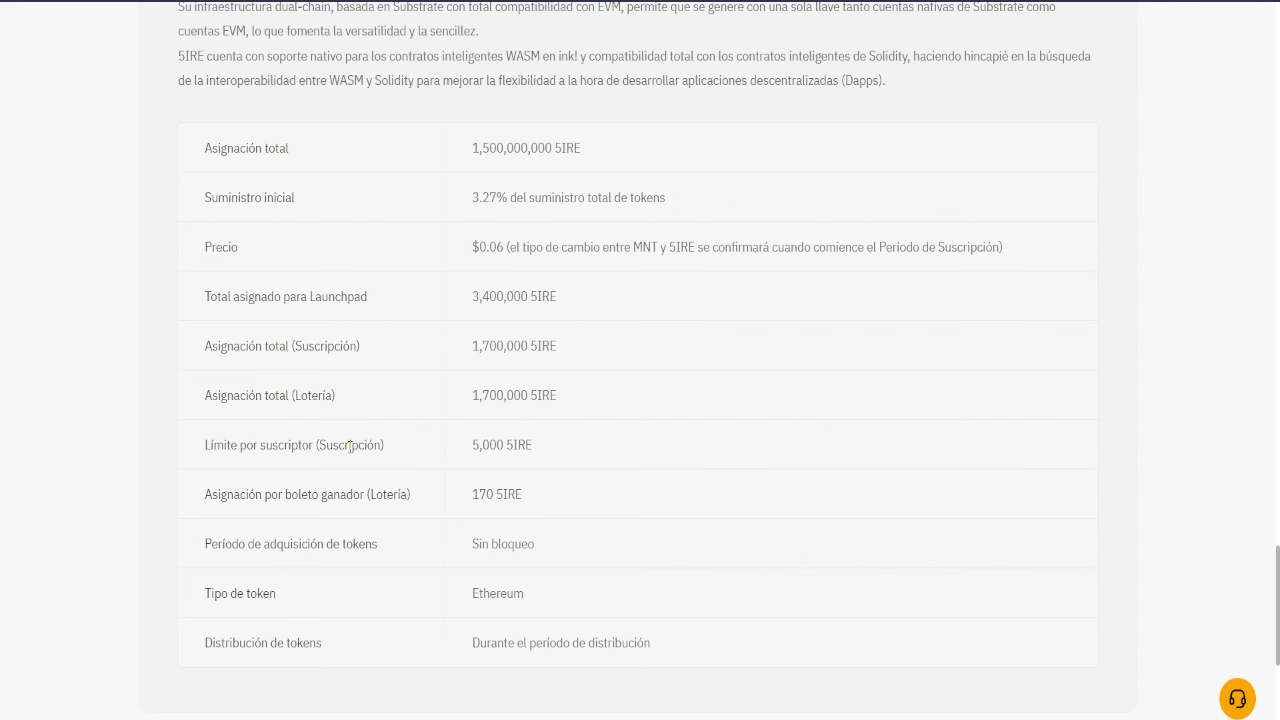 Su infraestructura dual-chain, basada en Substrate con total compatibilidad con EVM, permite que se genere con una sola llave tanto cuentas nativas de Substrate como
cuentas EVM, lo que fomenta la versatilidad y la sencillez.
5IRE cuenta con soporte nativo para los contratos inteligentes WASM en ink! y compatibilidad total con los contratos inteligentes de Solidity, haciendo hincapié en la búsqueda
de la interoperabilidad entre WASM y Solidity para mejorar la flexibilidad a la hora de desarrollar aplicaciones descentralizadas (Dapps).
Asignación total 1,500,000,000 5IRE
Suministro inicial 3.27% del suministro total de tokens
Precio $0.06 (el tipo de cambio entre MNT y 5IRE se confirmará cuando comience el Período de Suscripción)
Total asignado para Launchpad 3,400,000 5IRE
Asignación total (Suscripción) 1,700,000 5IRE
Asignación total (Lotería) 1,700,000 5IRE
Límite por suscriptor (Suscripción) 5,000 5IRE
Asignación por boleto ganador (Lotería) 170 5IRE
Período de adquisición de tokens Sin bloqueo
Tipo de token Ethereum
Distribución de tokens Durante el período de distribución